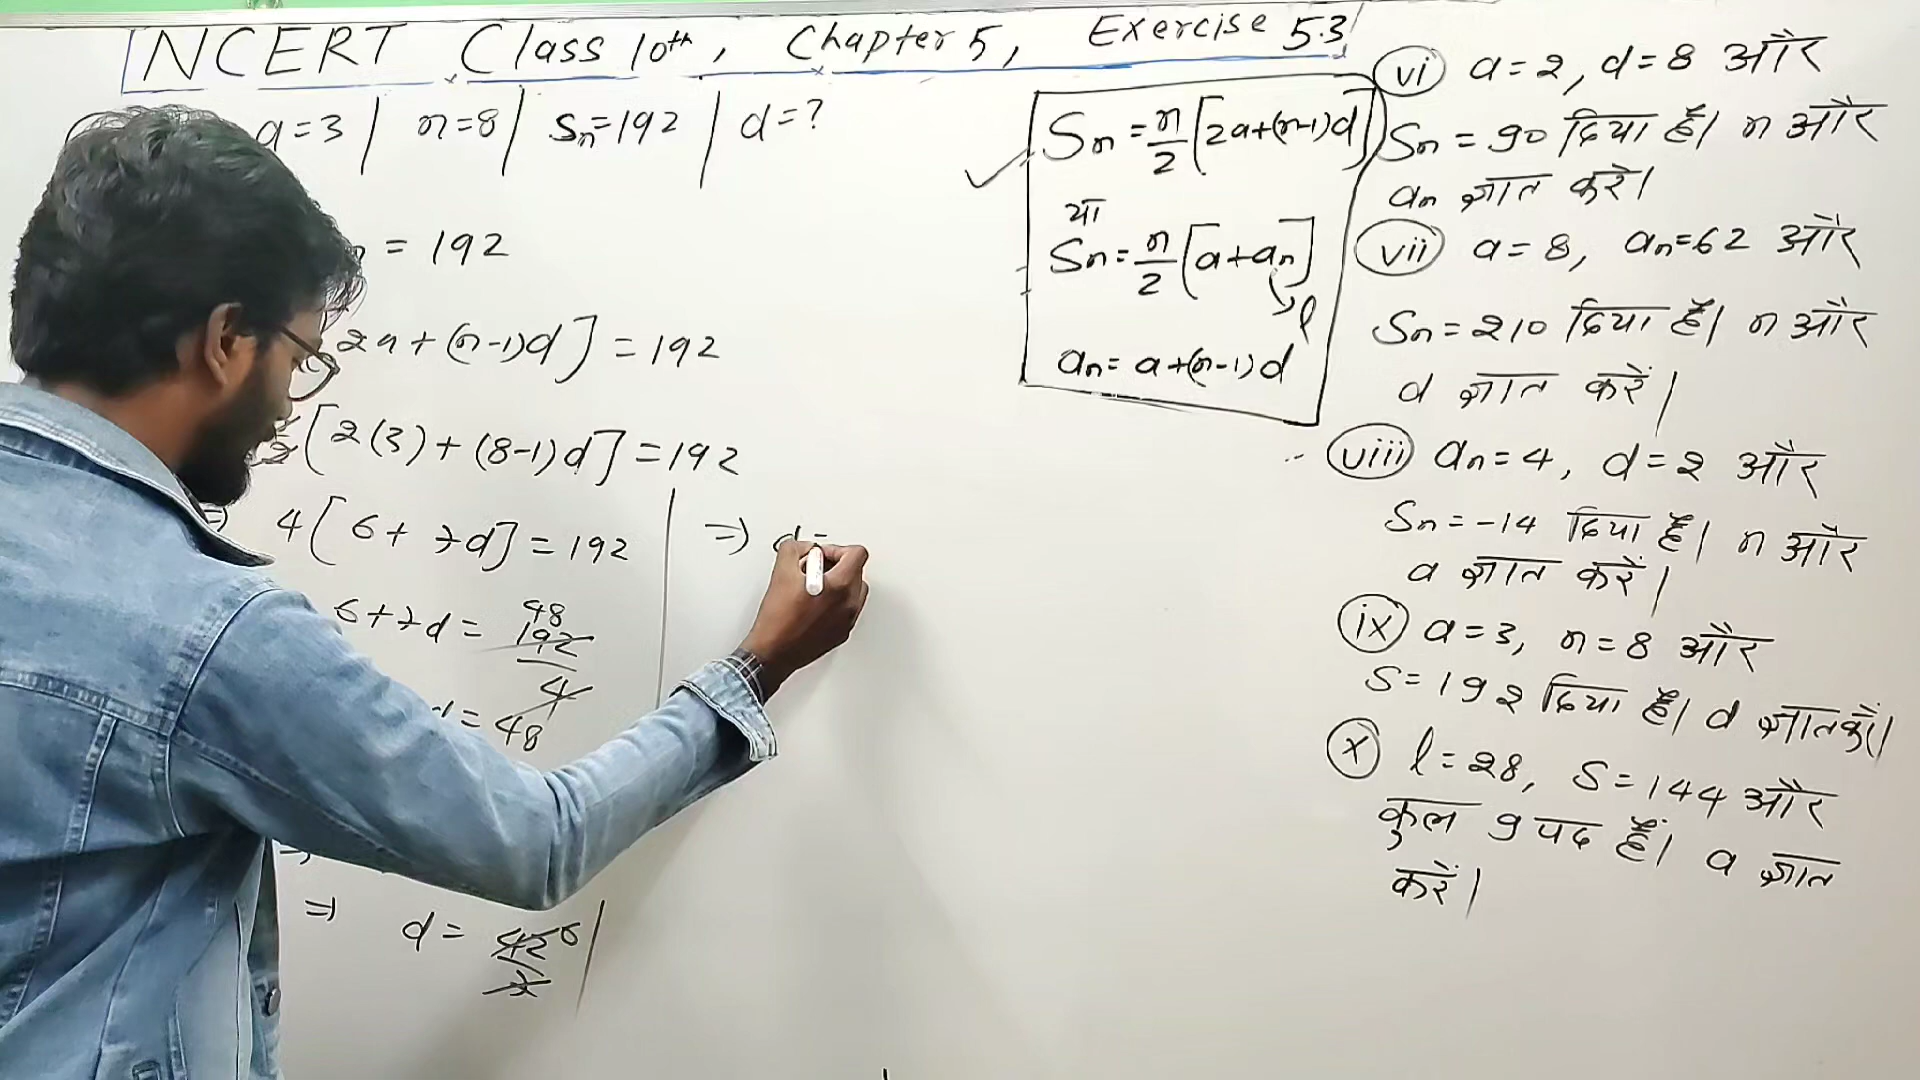 NCERT Class 10th, Chapter 5, Exercise 5.3
a=3 | n=8 | Sn=192 | d=?
= 192
2a+(n-1)d] = 192
[2(3)+(8-1)d] = 192
⇒ 4[6+7d] = 192
6+7d = 192/4 48
d = 48
⇒ d = 42/7 6
⇒ d=
Sn = n/2 [2a+(n-1)d]
या
Sn = n/2 [a+an]
l
an = a+(n-1)d
(vi) a=2, d=8 और
Sn = 90 दिया है। n और
an ज्ञात करें।
(vii) a=8, an=62 और
Sn=210 दिया है। n और
d ज्ञात करें।
(viii) an=4, d=2 और
Sn=-14 दिया है। n और
a ज्ञात करें।
(ix) a=3, n=8 और
S=192 दिया है। d ज्ञात करें।
(x) l=28, S=144 और
कुल 9 पद हैं। a ज्ञात
करें।